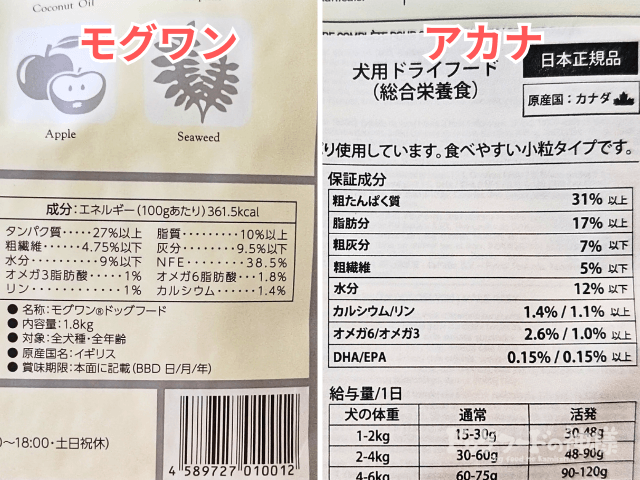 モグワン
Coconut Oil
Apple
Seaweed
成分：エネルギー(100gあたり)361.5kcal
タンパク質‥‥‥27%以上 脂質‥‥‥‥‥10%以上
粗繊維‥‥‥4.75%以下 灰分‥‥‥‥‥9.5%以下
水分‥‥‥‥‥9%以下 NFE‥‥‥‥‥38.5%
オメガ3脂肪酸‥‥1% オメガ6脂肪酸‥‥1.8%
リン‥‥‥‥‥1% カルシウム‥‥‥1.4%
● 名称：モグワン®ドッグフード
● 内容量：1.8kg
● 対象：全犬種・全年齢
● 原産国名：イギリス
● 賞味期限：本面に記載(BBD 日/月/年)
〜18:00・土日祝休)
4 589727 010012
アカナ
犬用ドライフード
(総合栄養食)
日本正規品
原産国：カナダ
使用しています。食べやすい小粒タイプです。
保証成分
粗たんぱく質 31% 以上
脂肪分 17% 以上
粗灰分 7% 以下
粗繊維 5% 以下
水分 12% 以下
カルシウム/リン 1.4% / 1.1% 以上
オメガ6/オメガ3 2.6% / 1.0% 以上
DHA/EPA 0.15% / 0.15% 以上
給与量/1日
犬の体重 通常 活発
1-2kg 15-30g 30-48g
2-4kg 30-60g 48-90g
4-6kg 60-75g 90-120g